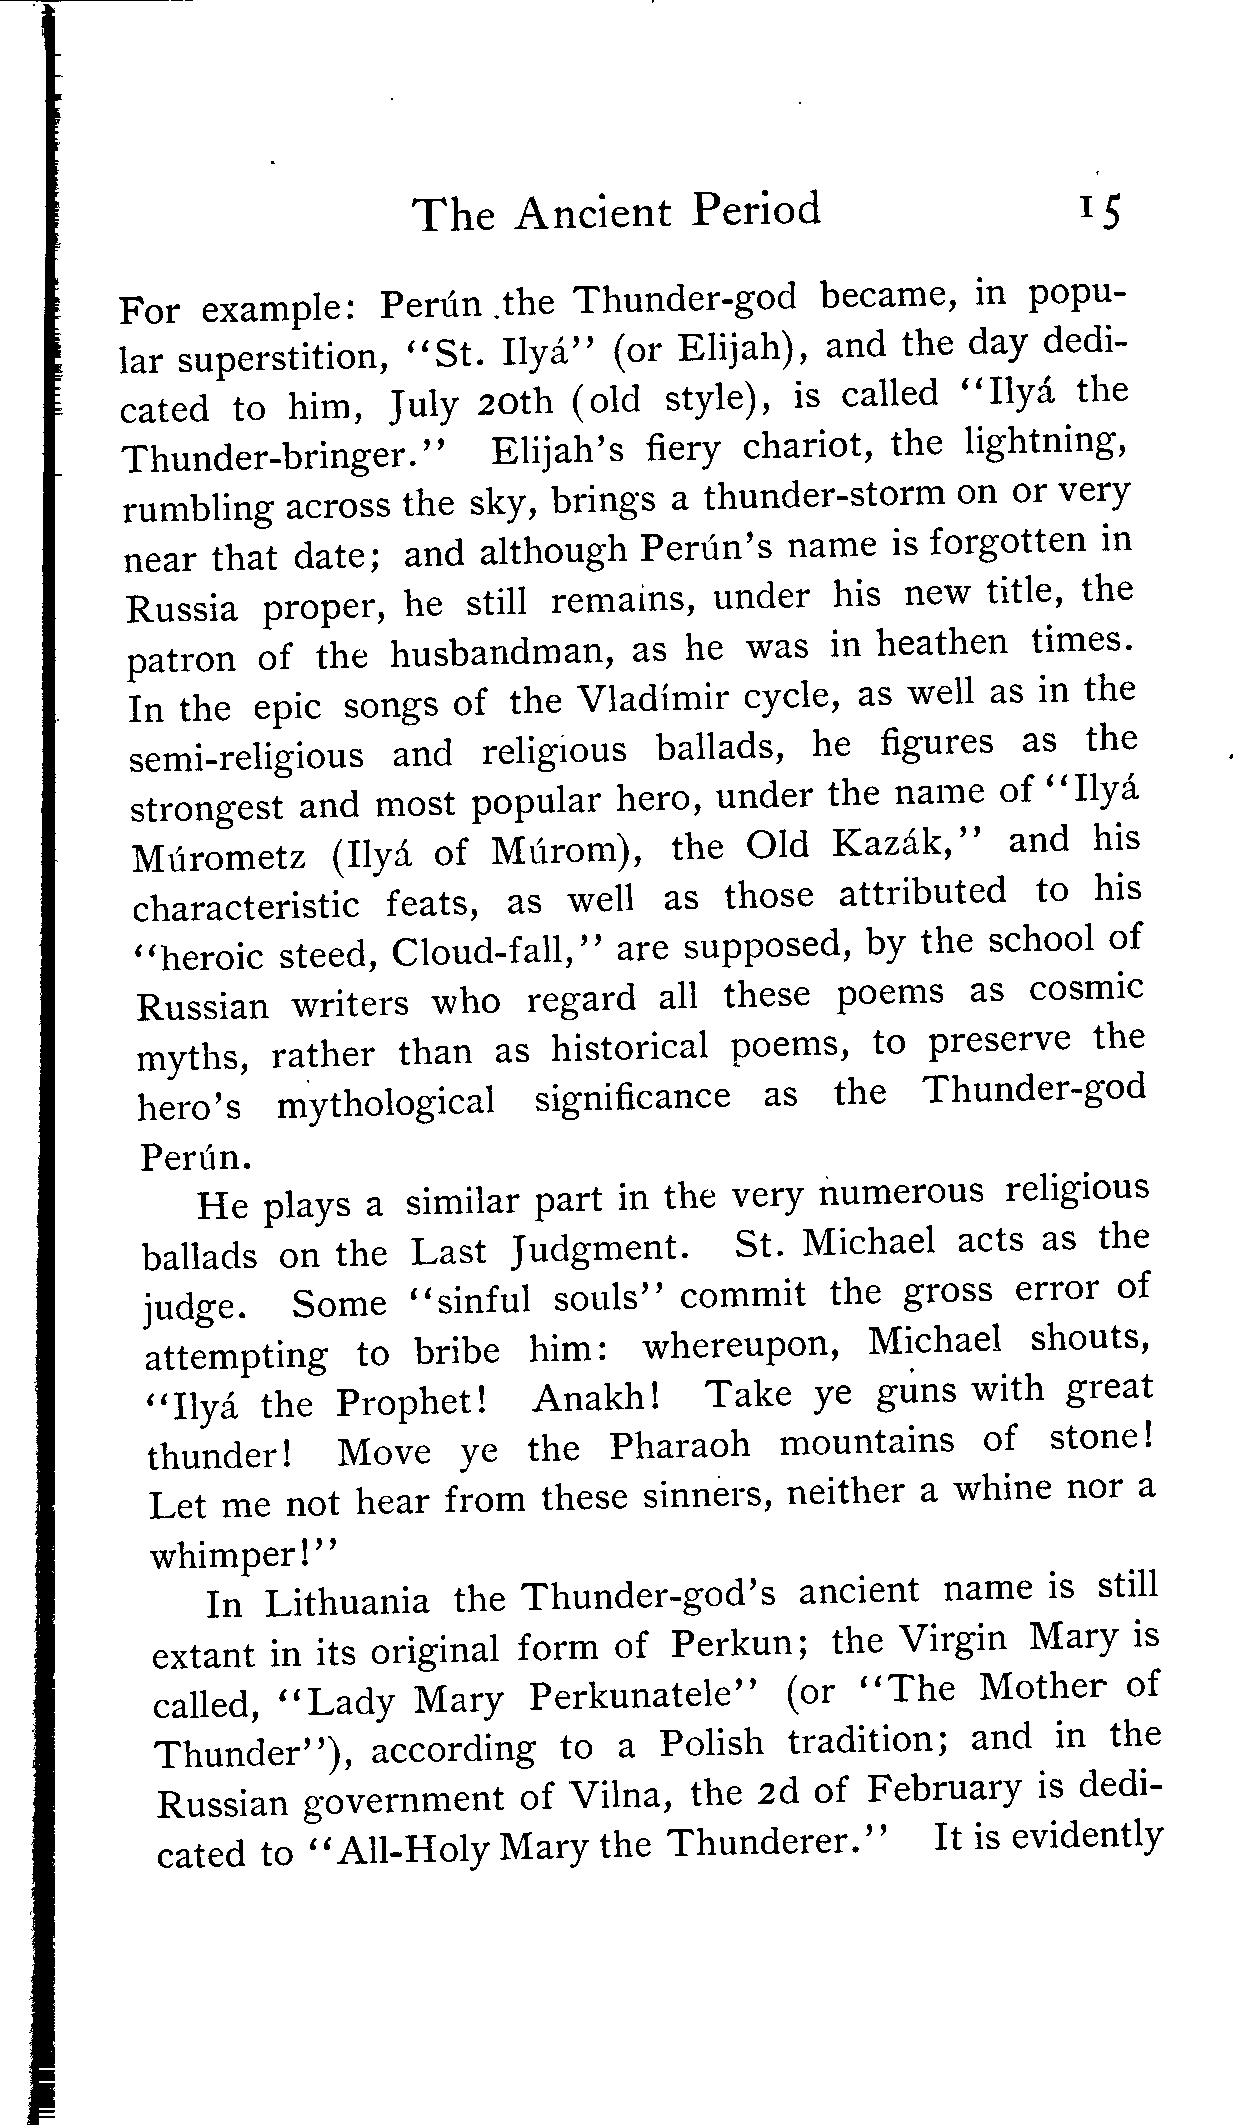 The Ancient Period 15
For example: Perún the Thunder-god became, in popu-
lar superstition, "St. Ilyá" (or Elijah), and the day dedi-
cated to him, July 20th (old style), is called "Ilyá the
Thunder-bringer." Elijah's fiery chariot, the lightning,
rumbling across the sky, brings a thunder-storm on or very
near that date; and although Perún's name is forgotten in
Russia proper, he still remains, under his new title, the
patron of the husbandman, as he was in heathen times.
In the epic songs of the Vladímir cycle, as well as in the
semi-religious and religious ballads, he figures as the
strongest and most popular hero, under the name of "Ilyá
Múrometz (Ilyá of Múrom), the Old Kazák," and his
characteristic feats, as well as those attributed to his
"heroic steed, Cloud-fall," are supposed, by the school of
Russian writers who regard all these poems as cosmic
myths, rather than as historical poems, to preserve the
hero's mythological significance as the Thunder-god
Perún.
He plays a similar part in the very numerous religious
ballads on the Last Judgment. St. Michael acts as the
judge. Some "sinful souls" commit the gross error of
attempting to bribe him: whereupon, Michael shouts,
"Ilyá the Prophet! Anakh! Take ye guns with great
thunder! Move ye the Pharaoh mountains of stone!
Let me not hear from these sinners, neither a whine nor a
whimper!"
In Lithuania the Thunder-god's ancient name is still
extant in its original form of Perkun; the Virgin Mary is
called, "Lady Mary Perkunatele" (or "The Mother of
Thunder"), according to a Polish tradition; and in the
Russian government of Vilna, the 2d of February is dedi-
cated to "All-Holy Mary the Thunderer." It is evidently